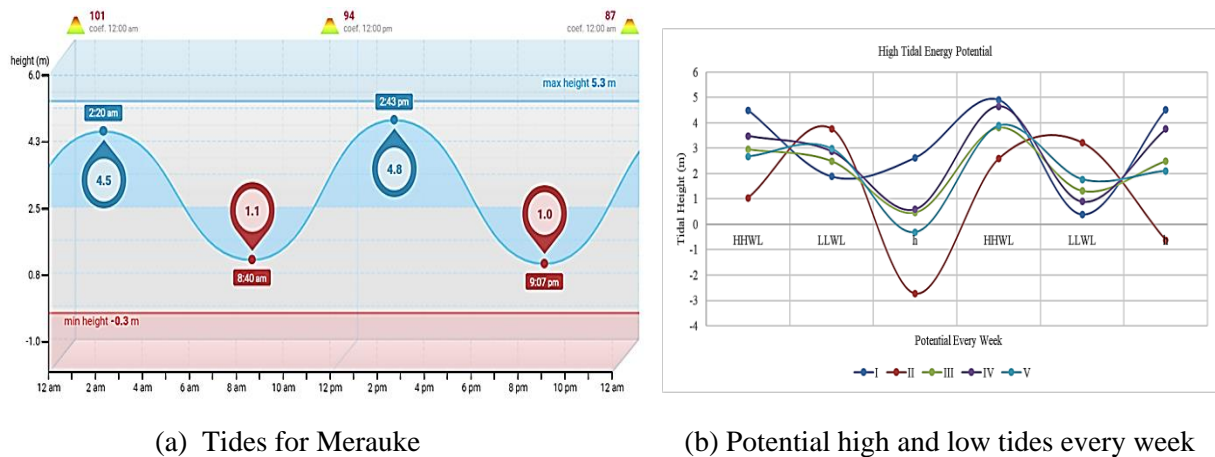 101
coef. 12:00 am
94
coef. 12:00 pm
87
coef. 12:00 am
height (m)
6.0
4.3
2.5
0.8
-1.0
max height 5.3 m
2:20 am
4.5
1.1
8:40 am
2:43 pm
4.8
1.0
9:07 pm
min height -0.3 m
12 am 2 am 4 am 6 am 8 am 10 am 12 pm 2 pm 4 pm 6 pm 8 pm 10 pm 12 am
(a) Tides for Merauke
High Tidal Energy Potential
Tidal Height (m)
6
5
4
3
2
1
0
-1
-2
-3
-4
HHWL LLWL h HHWL LLWL h
Potential Every Week
I II III IV V
(b) Potential high and low tides every week